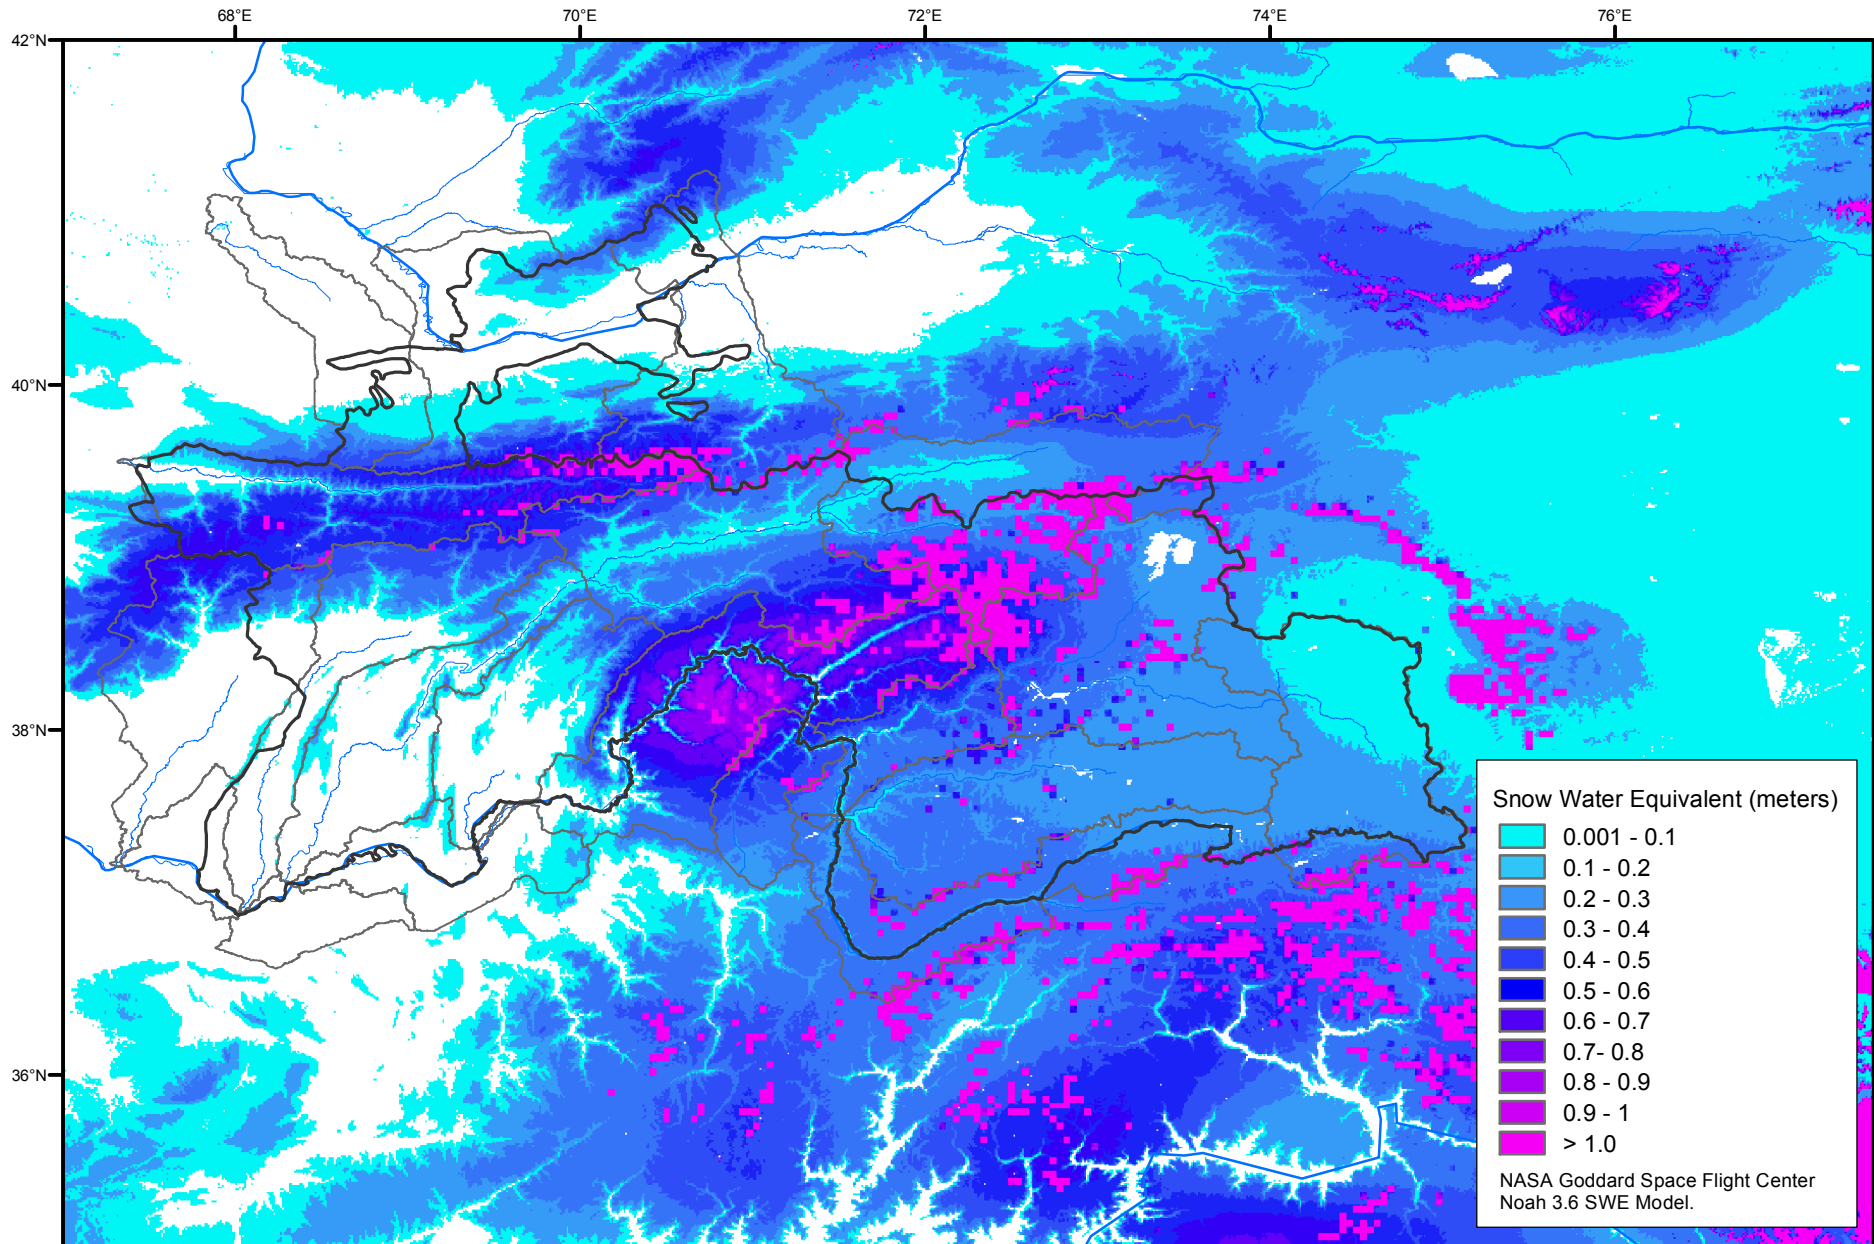 68°E 70°E 72°E 74°E 76°E
42°N
40°N
38°N
36°N
Snow Water Equivalent (meters)
0.001 - 0.1
0.1 - 0.2
0.2 - 0.3
0.3 - 0.4
0.4 - 0.5
0.5 - 0.6
0.6 - 0.7
0.7- 0.8
0.8 - 0.9
0.9 - 1
> 1.0
NASA Goddard Space Flight Center
Noah 3.6 SWE Model.